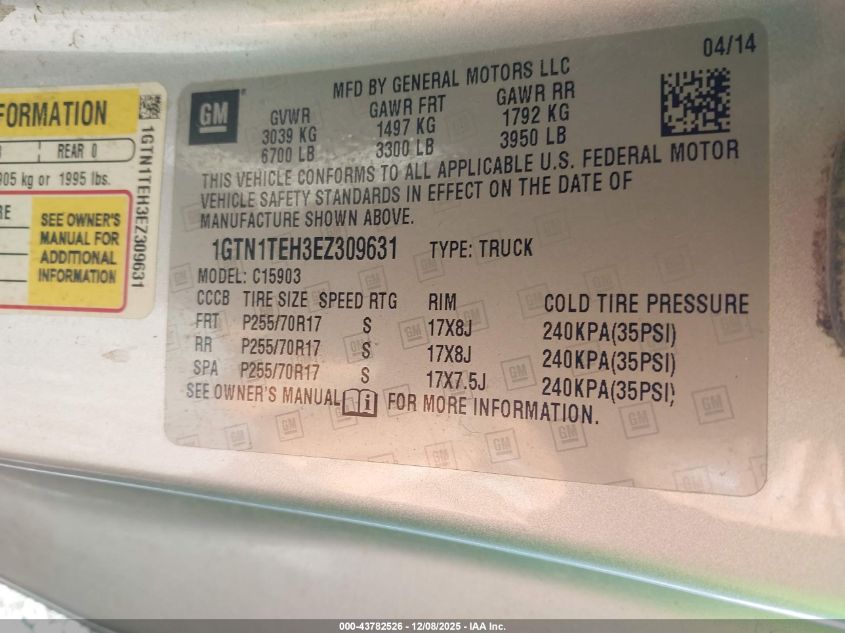 FORMATION
REAR 0
905 kg or 1995 lbs.
SEE OWNER'S
MANUAL FOR
ADDITIONAL
INFORMATION
1GTN1TEH3EZ309631
GM
04/14
MFD BY GENERAL MOTORS LLC
GVWR GAWR FRT GAWR RR
3039 KG 1497 KG 1792 KG
6700 LB 3300 LB 3950 LB
THIS VEHICLE CONFORMS TO ALL APPLICABLE U.S. FEDERAL MOTOR
VEHICLE SAFETY STANDARDS IN EFFECT ON THE DATE OF
MANUFACTURE SHOWN ABOVE.
1GTN1TEH3EZ309631 TYPE: TRUCK
MODEL: C15903
CCCB TIRE SIZE SPEED RTG RIM COLD TIRE PRESSURE
FRT P255/70R17 S 17X8J 240KPA(35PSI)
RR P255/70R17 S 17X8J 240KPA(35PSI)
SPA P255/70R17 S 17X7.5J 240KPA(35PSI)
SEE OWNER'S MANUAL FOR MORE INFORMATION.
000-43782526 - 12/08/2025 - IAA Inc.